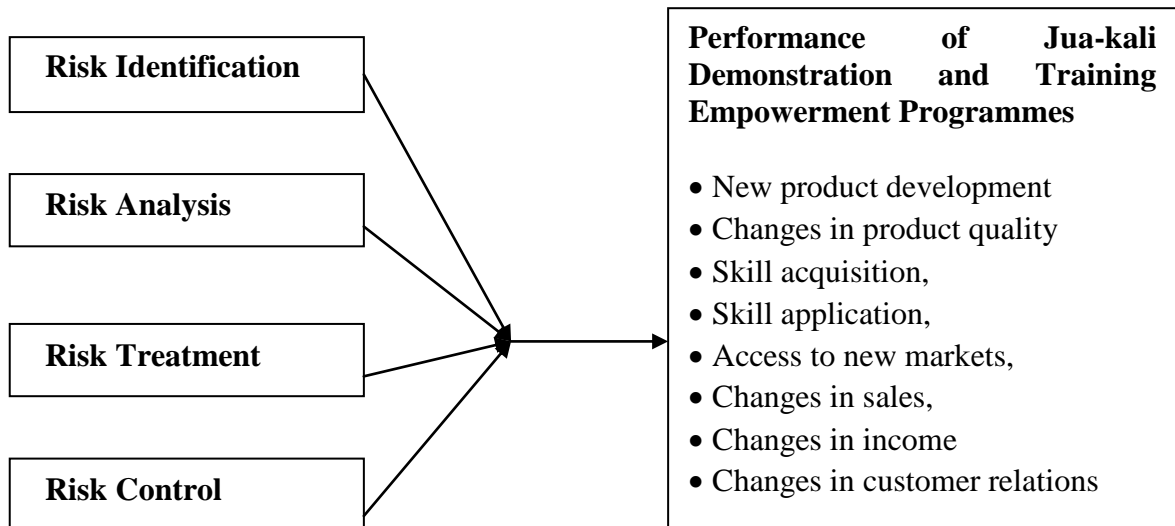 Risk Identification
Risk Analysis
Risk Treatment
Risk Control
Performance of Jua-kali
Demonstration and Training
Empowerment Programmes
• New product development
• Changes in product quality
• Skill acquisition,
• Skill application,
• Access to new markets,
• Changes in sales,
• Changes in income
• Changes in customer relations